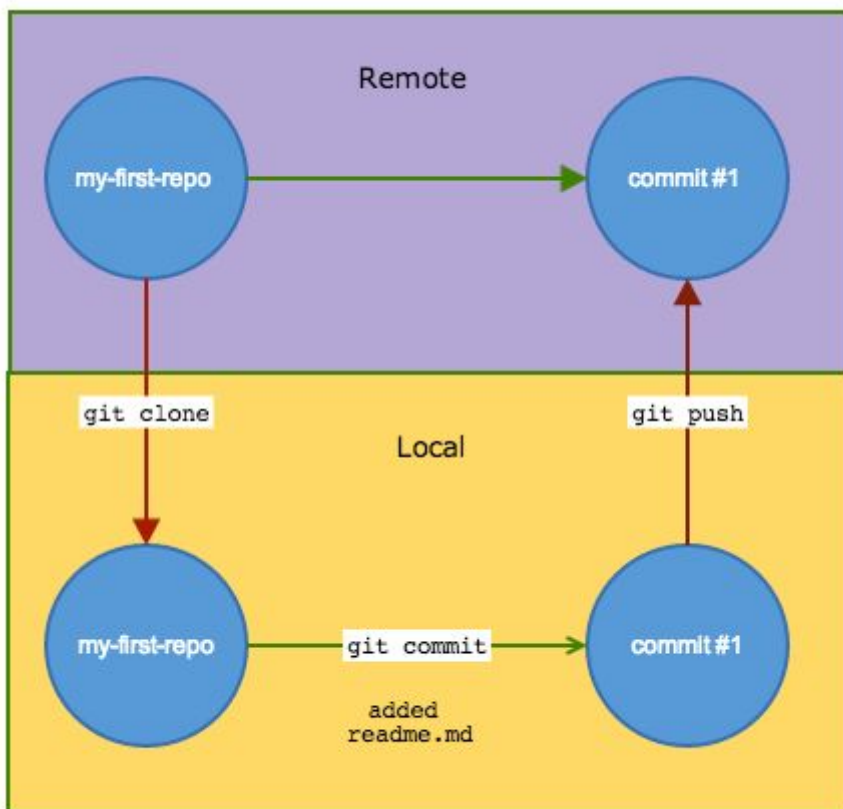 Remote
my-first-repo
commit #1
git clone
git push
Local
my-first-repo
git commit
commit #1
added
readme.md